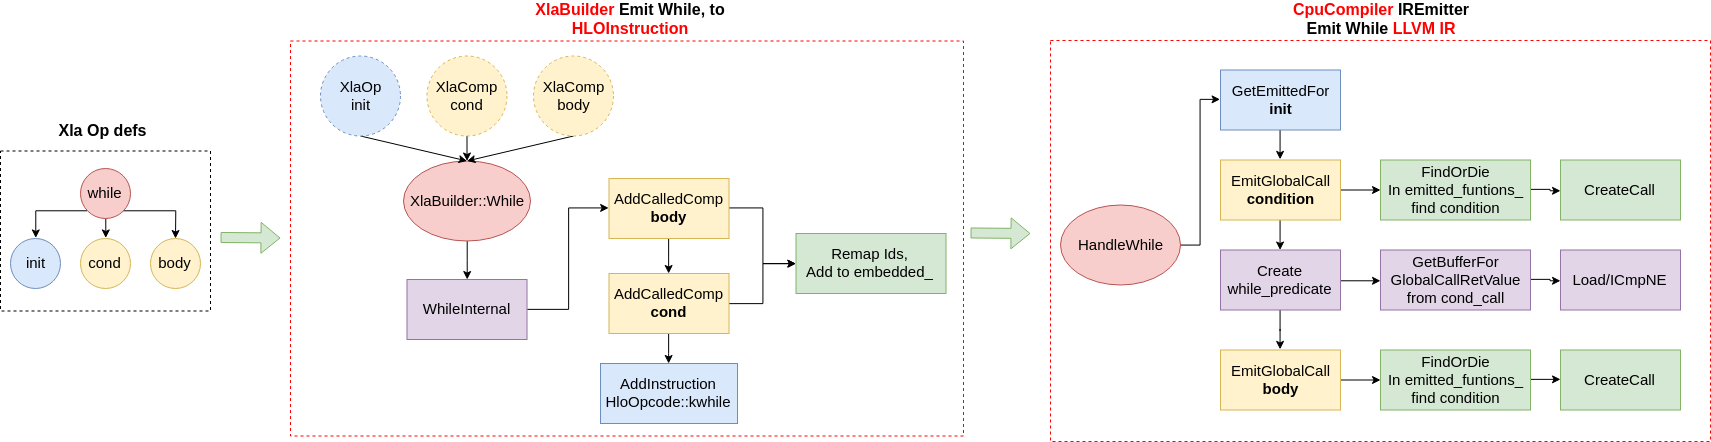 Xla Op defs
while
init
cond
body
XlaBuilder Emit While, to
HLOInstruction
XlaOp
init
XlaComp
cond
XlaComp
body
XlaBuilder::While
WhileInternal
AddCalledComp
body
AddCalledComp
cond
AddInstruction
HloOpcode::kwhile
Remap Ids,
Add to embedded_
CpuCompiler IREmitter
Emit While LLVM IR
HandleWhile
GetEmittedFor
init
EmitGlobalCall
condition
FindOrDie
In emitted_funtions_
find condition
CreateCall
Create
while_predicate
GetBufferFor
GlobalCallRetValue
from cond_call
Load/ICmpNE
EmitGlobalCall
body
FindOrDie
In emitted_funtions_
find condition
CreateCall